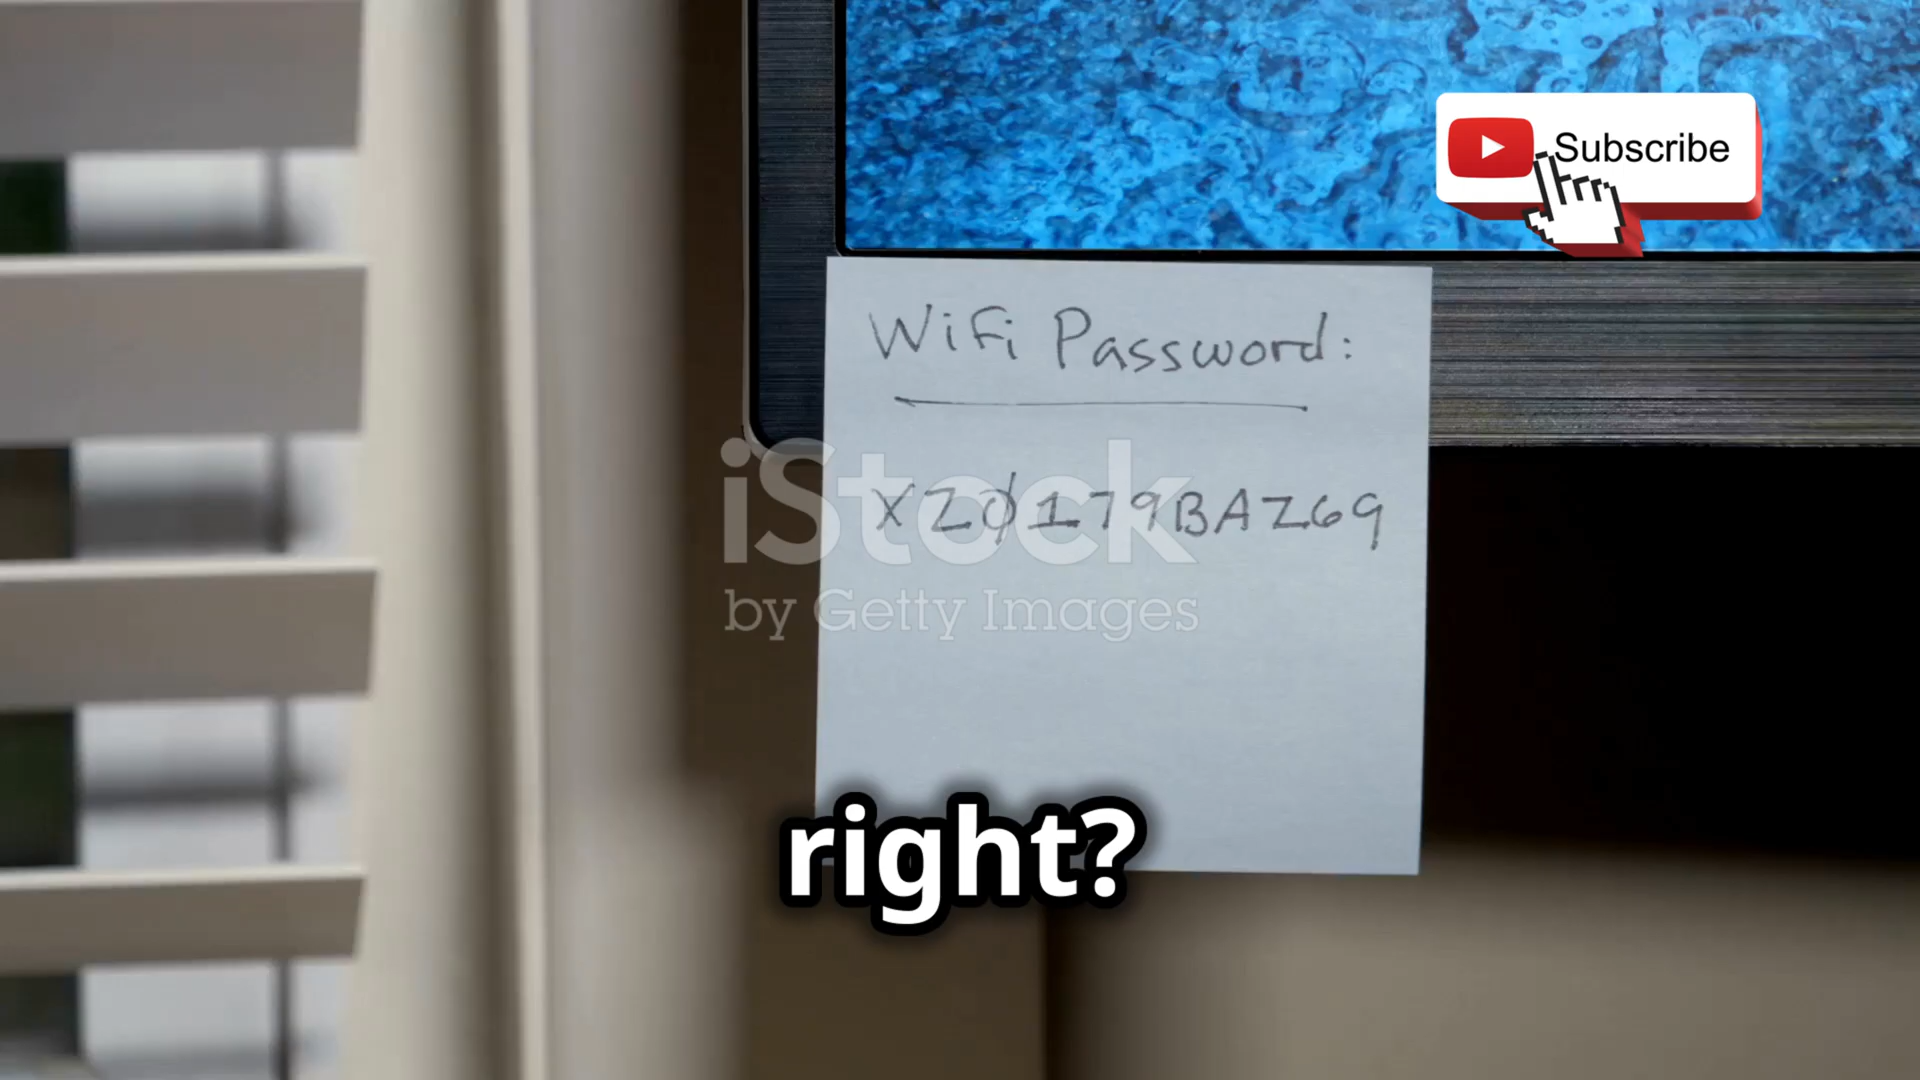 Subscribe
WiFi Password:
XZ0179BAZ69
iStock
by Getty Images
right?